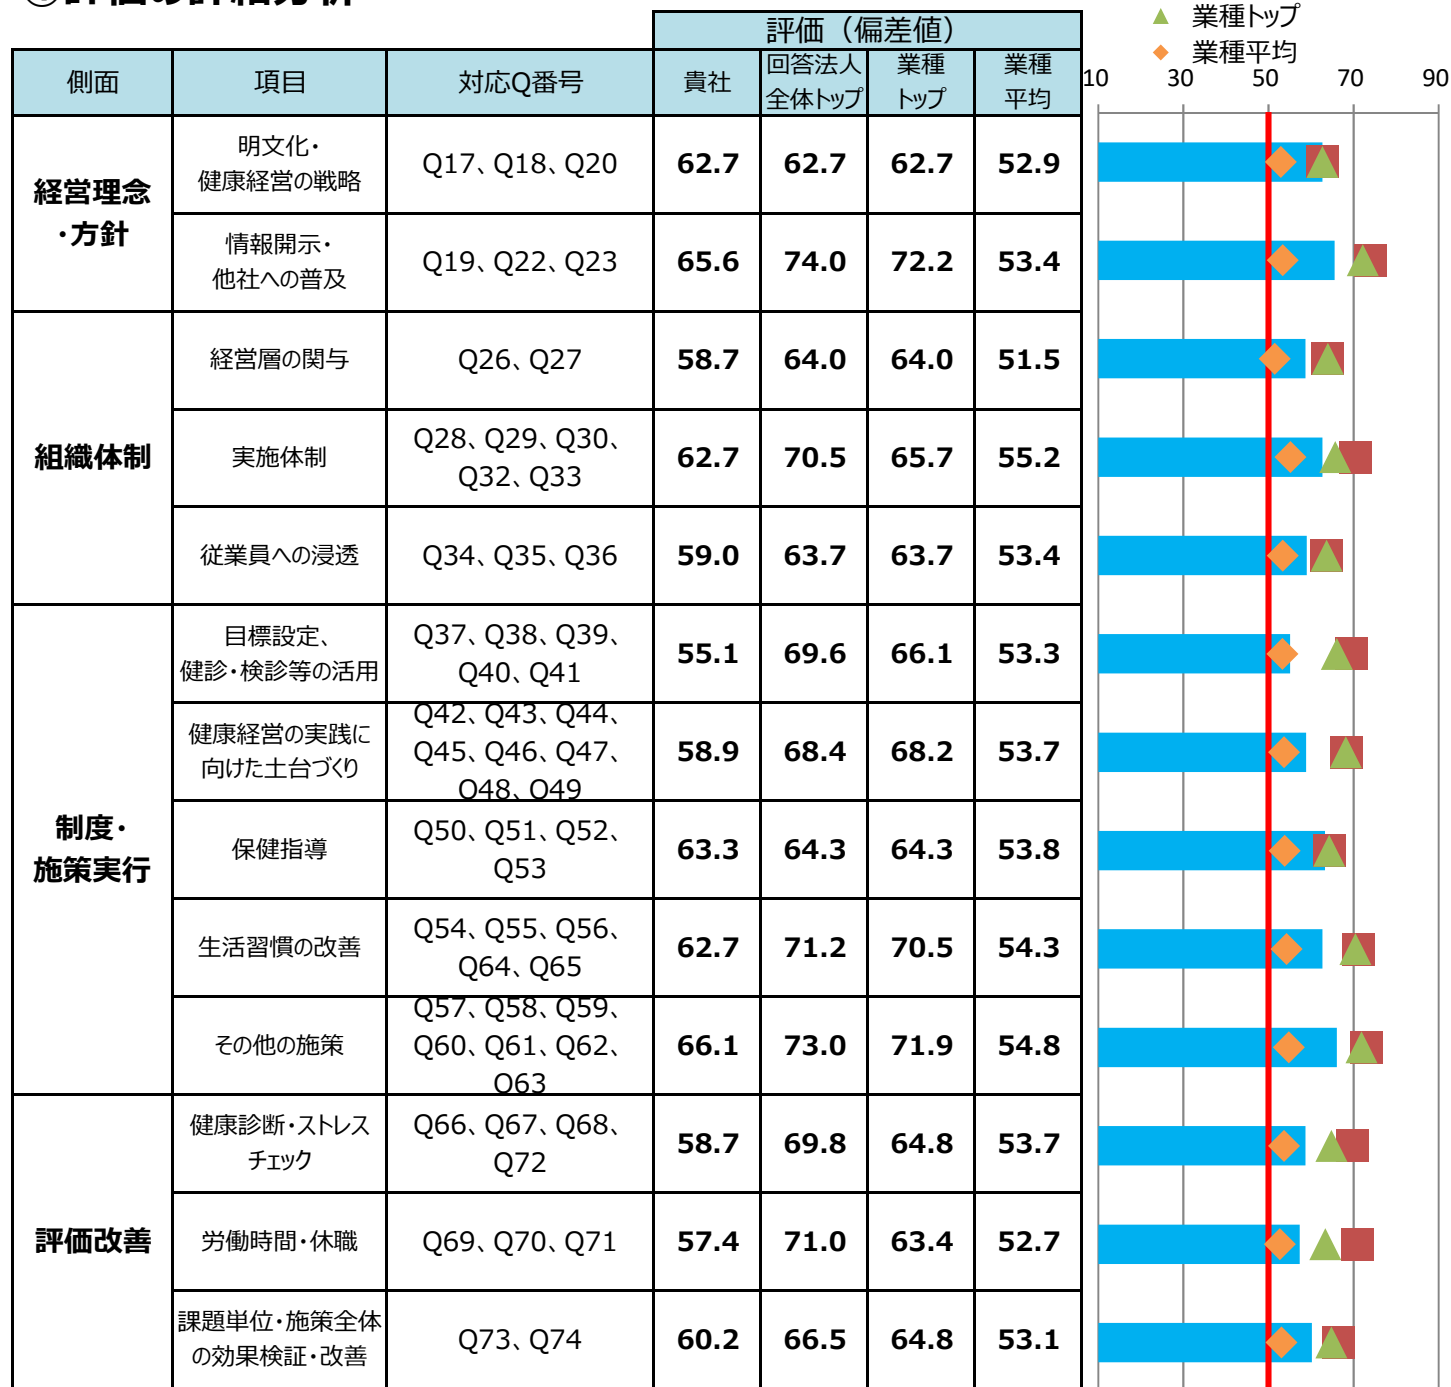 評価（偏差値）
▲ 業種トップ
◆ 業種平均
側面 項目 対応Q番号 貴社 回答法人 業種 業種
全体トップ トップ 平均
10 30 50 70 90
経営理念
・方針
明文化・
健康経営の戦略
Q17、Q18、Q20 62.7 62.7 62.7 52.9
情報開示・
他社への普及
Q19、Q22、Q23 65.6 74.0 72.2 53.4
組織体制
経営層の関与 Q26、Q27 58.7 64.0 64.0 51.5
実施体制
Q28、Q29、Q30、
Q32、Q33
62.7 70.5 65.7 55.2
従業員への浸透 Q34、Q35、Q36 59.0 63.7 63.7 53.4
制度・
施策実行
目標設定、
健診・検診等の活用
Q37、Q38、Q39、
Q40、Q41
55.1 69.6 66.1 53.3
健康経営の実践に
向けた土台づくり
Q42、Q43、Q44、
Q45、Q46、Q47、
Q48、Q49
58.9 68.4 68.2 53.7
保健指導
Q50、Q51、Q52、
Q53
63.3 64.3 64.3 53.8
生活習慣の改善
Q54、Q55、Q56、
Q64、Q65
62.7 71.2 70.5 54.3
その他の施策
Q57、Q58、Q59、
Q60、Q61、Q62、
Q63
66.1 73.0 71.9 54.8
評価改善
健康診断・ストレス
チェック
Q66、Q67、Q68、
Q72
58.7 69.8 64.8 53.7
労働時間・休職 Q69、Q70、Q71 57.4 71.0 63.4 52.7
課題単位・施策全体
の効果検証・改善
Q73、Q74 60.2 66.5 64.8 53.1